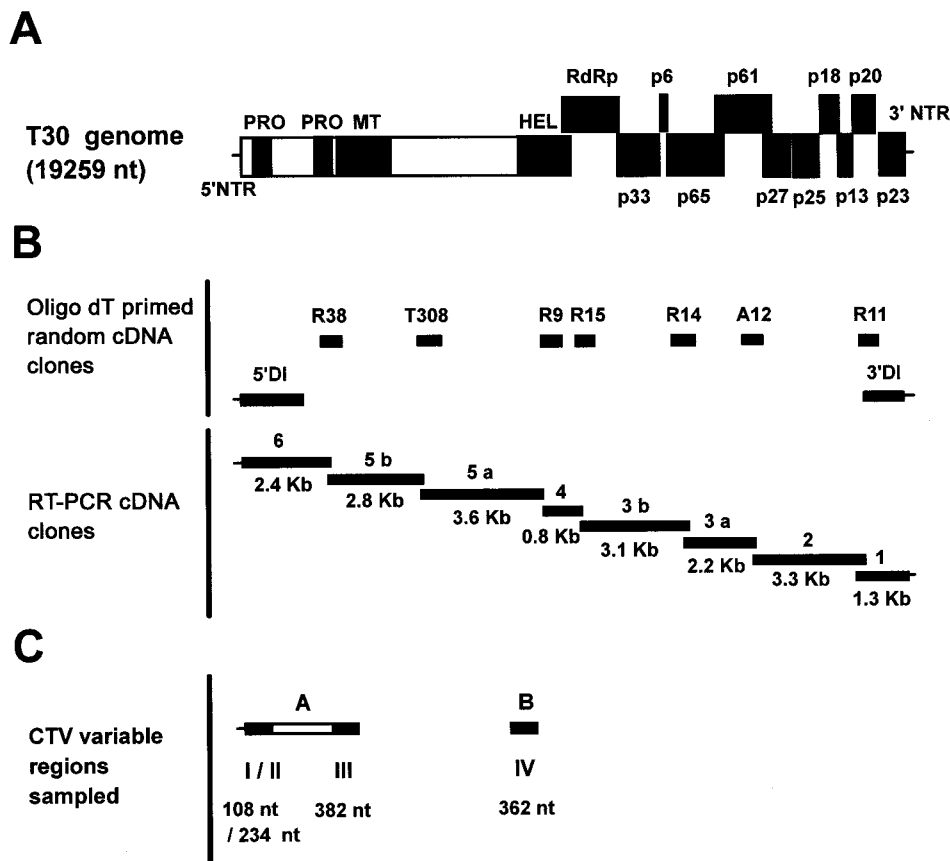 A
RdRp p6 p61 p18 p20
T30 genome
(19259 nt)
PRO PRO MT HEL 3' NTR
5'NTR
p33 p65 p27 p25 p13 p23
B
Oligo dT primed
random cDNA
clones
R38 T308 R9 R15 R14 A12 R11
5'DI 3'DI
RT-PCR cDNA
clones
6
2.4 Kb
5 b
2.8 Kb
5 a
3.6 Kb
4
0.8 Kb
3 b
3.1 Kb
3 a
2.2 Kb
2
3.3 Kb
1
1.3 Kb
C
CTV variable
regions
sampled
A B
I / II III IV
108 nt 382 nt 362 nt
/ 234 nt